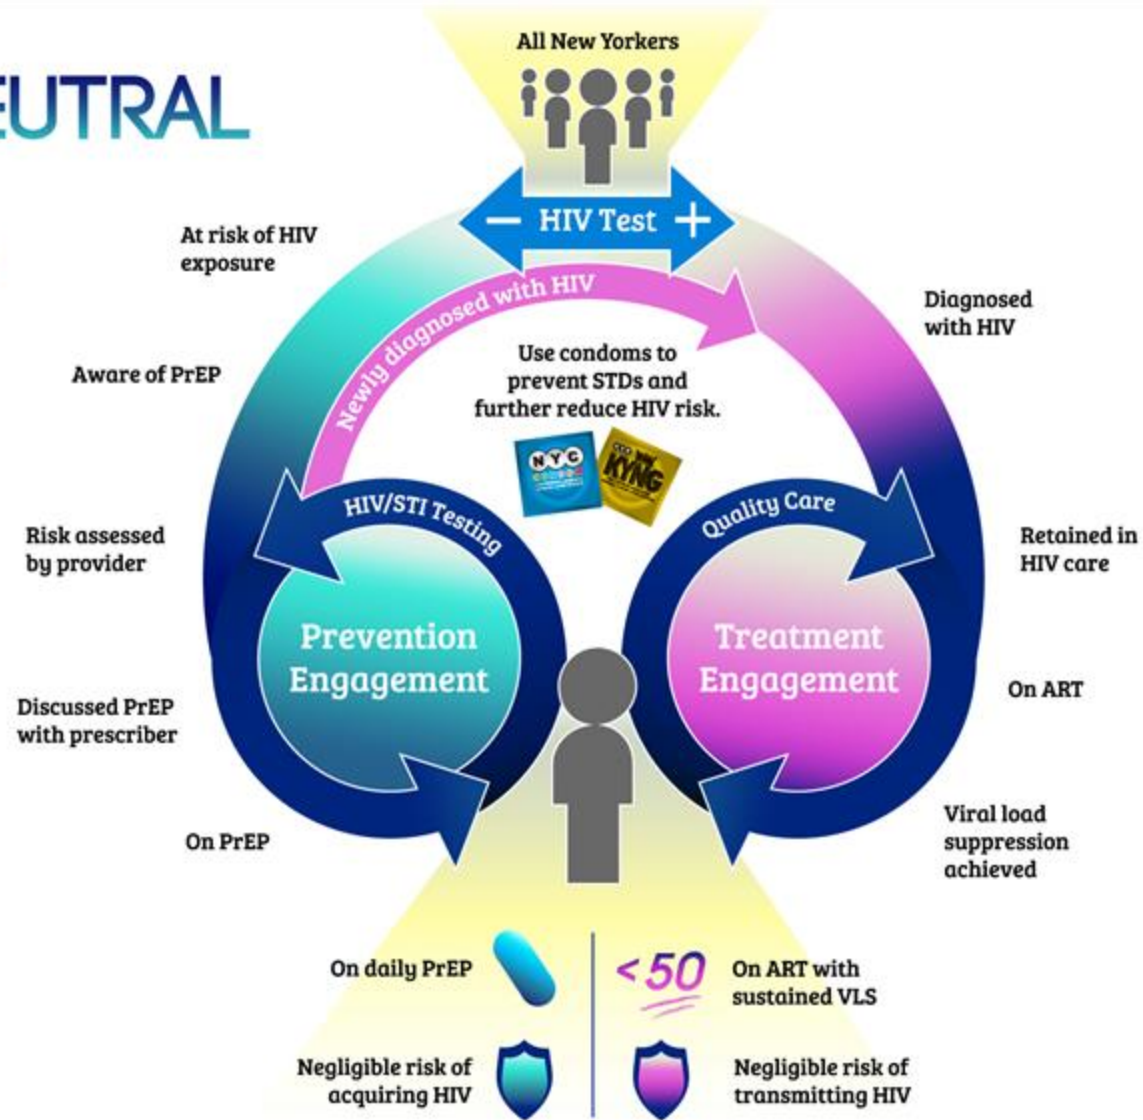 EUTRAL
All New Yorkers
– HIV Test +
At risk of HIV
exposure
Aware of PrEP
Risk assessed
by provider
Discussed PrEP
with prescriber
On PrEP
Newly diagnosed with HIV
Use condoms to
prevent STDs and
further reduce HIV risk.
NYC
KYNG
HIV/STI Testing
Prevention
Engagement
Quality Care
Treatment
Engagement
Diagnosed
with HIV
Retained in
HIV care
On ART
Viral load
suppression
achieved
On daily PrEP
Negligible risk of
acquiring HIV
<50
On ART with
sustained VLS
Negligible risk of
transmitting HIV